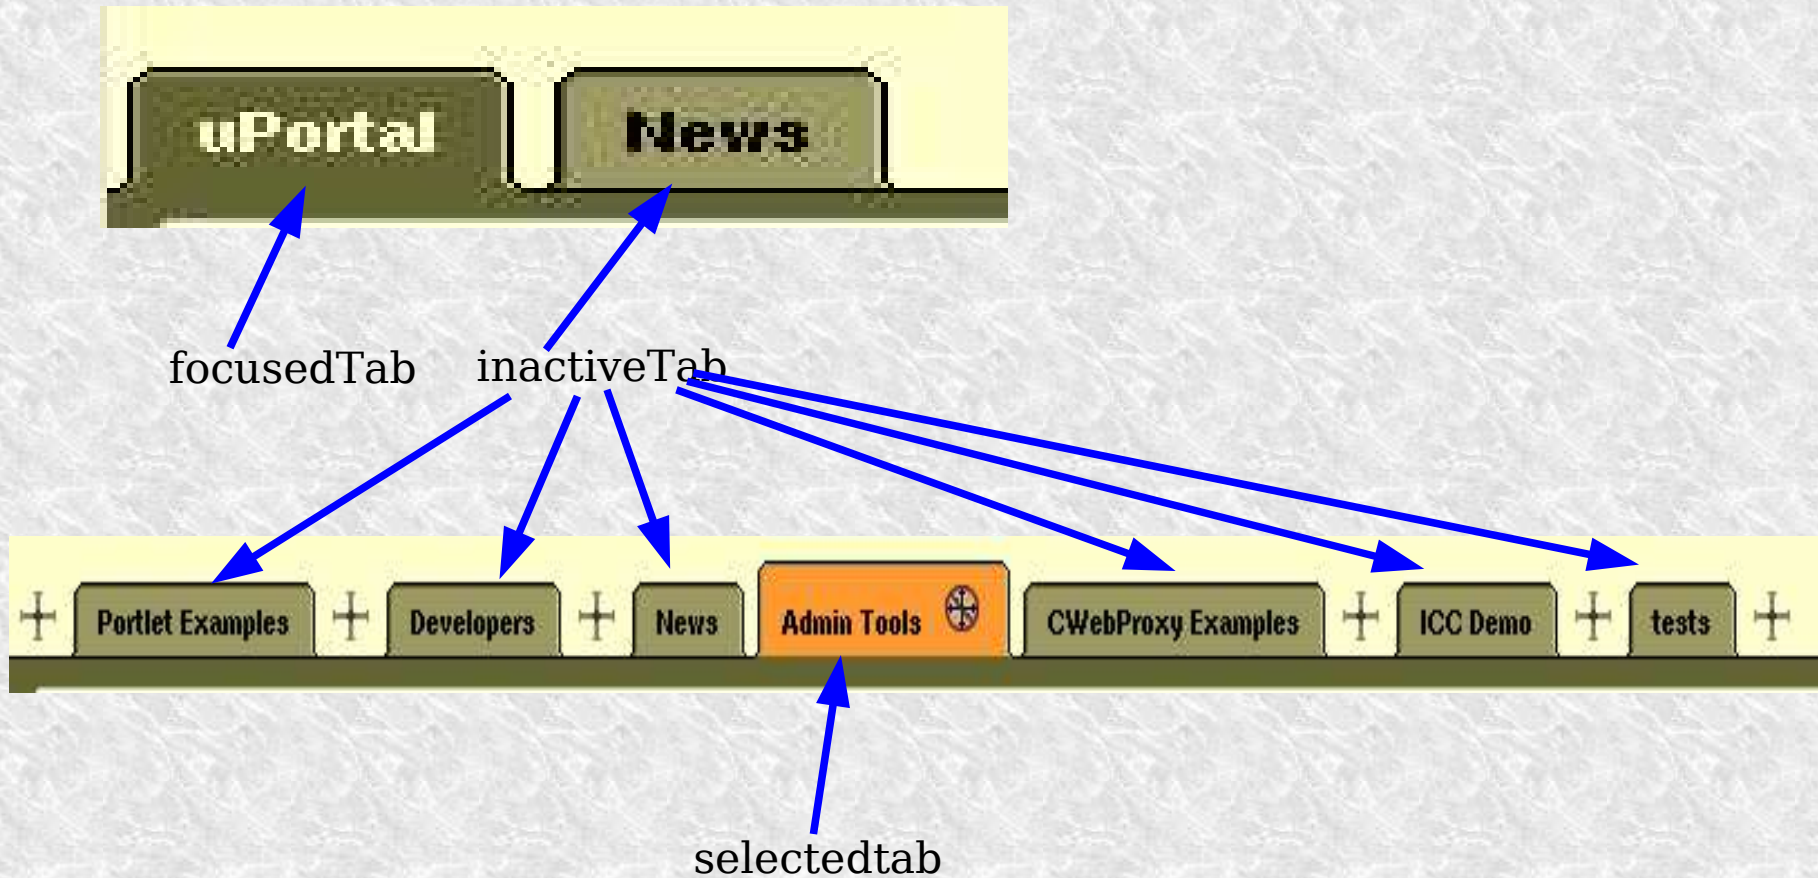 uPortal News
focusedTab inactiveTab
Portlet Examples Developers News Admin Tools CWebProxy Examples ICC Demo tests
selectedtab